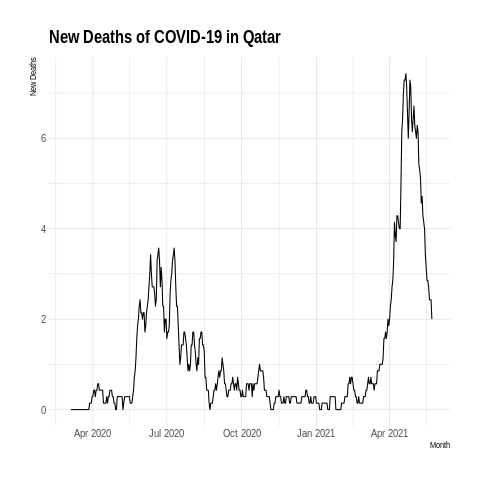 New Deaths of COVID-19 in Qatar
New Deaths
6
4
2
0
Apr 2020 Jul 2020 Oct 2020 Jan 2021 Apr 2021
Month